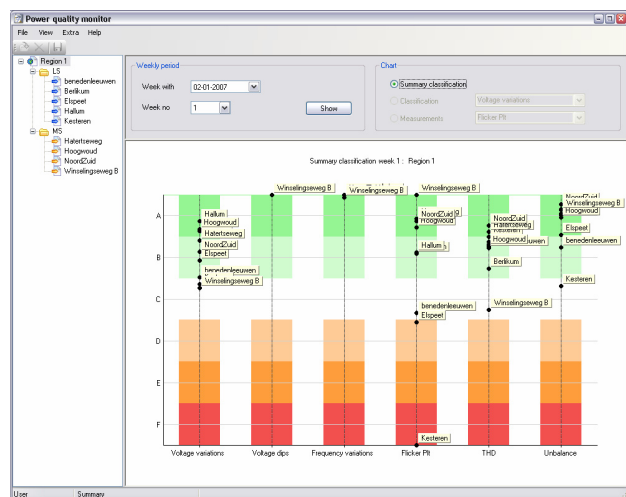 Power quality monitor
File View Extra Help
Region 1
LS
benedenleeuwen
Berlikum
Elspeet
Hallum
Kesteren
MS
Hatertseweg
Hoogwoud
NoordZuid
Winselingseweg B
Weekly period
Week with 02-01-2007
Week no 1 Show
Chart
Summary classification
Classification Voltage variations
Measurements Flicker Plt
Summary classification week 1 : Region 1
A
B
C
D
E
F
Hallum
Hoogwoud
Hatertseweg
NoordZuid
Elspeet
benedenleeuwen
Winselingseweg B
Winselingseweg B
Winselingseweg B
Winselingseweg B
NoordZuid
Hoogwoud
Hallum
benedenleeuwen
Elspeet
Kesteren
NoordZuid
Hatertseweg
Kesteren
Hoogwoud
Berlikum
Winselingseweg B
NoordZuid
Winselingseweg B
Hoogwoud
Elspeet
benedenleeuwen
Kesteren
Voltage variations Voltage dips Frequency variations Flicker Plt THD Unbalance
User Summary